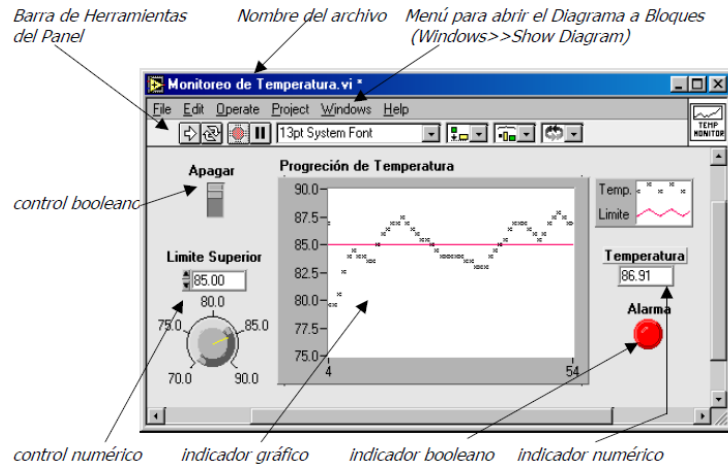 Barra de Herramientas
del Panel
Nombre del archivo
Menú para abrir el Diagrama a Bloques
(Windows>>Show Diagram)
Monitoreo de Temperatura.vi *
File Edit Operate Project Windows Help
13pt System Font
TEMP
MONITOR
Apagar
Progreción de Temperatura
control booleano
90.0
87.5
85.0
82.5
80.0
77.5
75.0
4
54
Temp.
Limite
Limite Superior
85.00
80.0
75.0
85.0
70.0
90.0
Temperatura
86.91
Alarma
control numérico
indicador gráfico
indicador booleano
indicador numérico